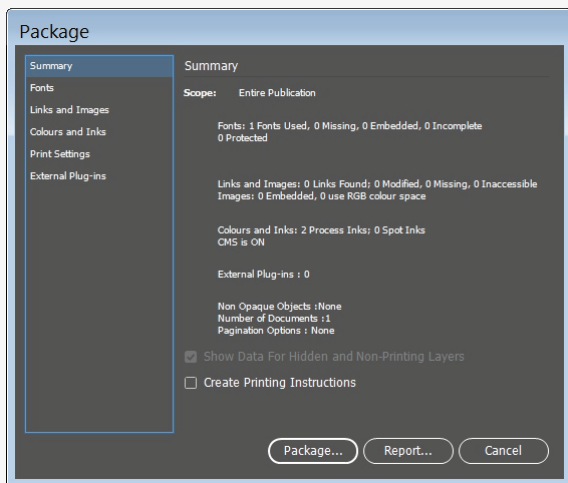 Package
Summary
Fonts
Links and Images
Colours and Inks
Print Settings
External Plug-ins
Summary
Scope: Entire Publication
Fonts: 1 Fonts Used, 0 Missing, 0 Embedded, 0 Incomplete
0 Protected
Links and Images: 0 Links Found; 0 Modified, 0 Missing, 0 Inaccessible
Images: 0 Embedded, 0 use RGB colour space
Colours and Inks: 2 Process Inks; 0 Spot Inks
CMS is ON
External Plug-ins : 0
Non Opaque Objects :None
Number of Documents :1
Pagination Options : None
Show Data For Hidden and Non-Printing Layers
Create Printing Instructions
Package... Report... Cancel